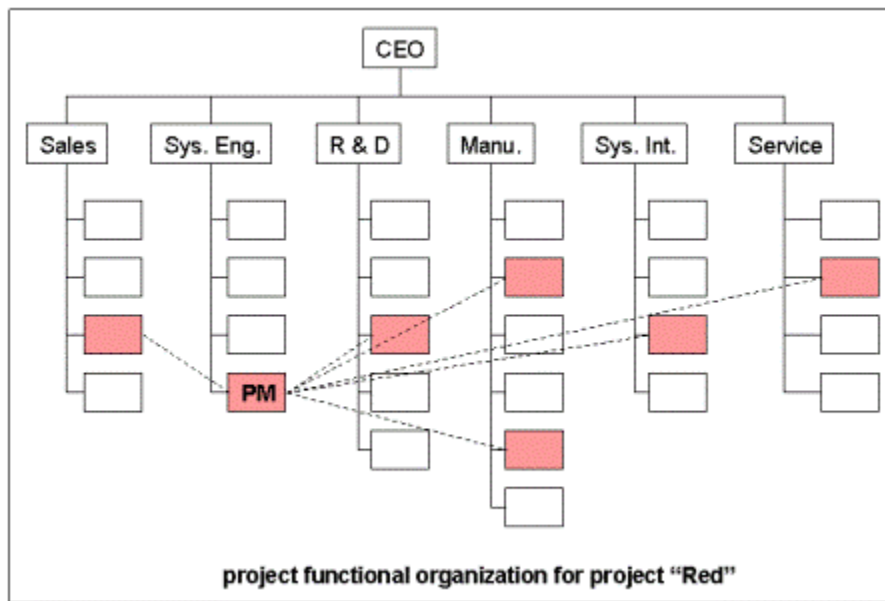 CEO
Sales
Sys. Eng.
R & D
Manu.
Sys. Int.
Service
PM
project functional organization for project “Red”